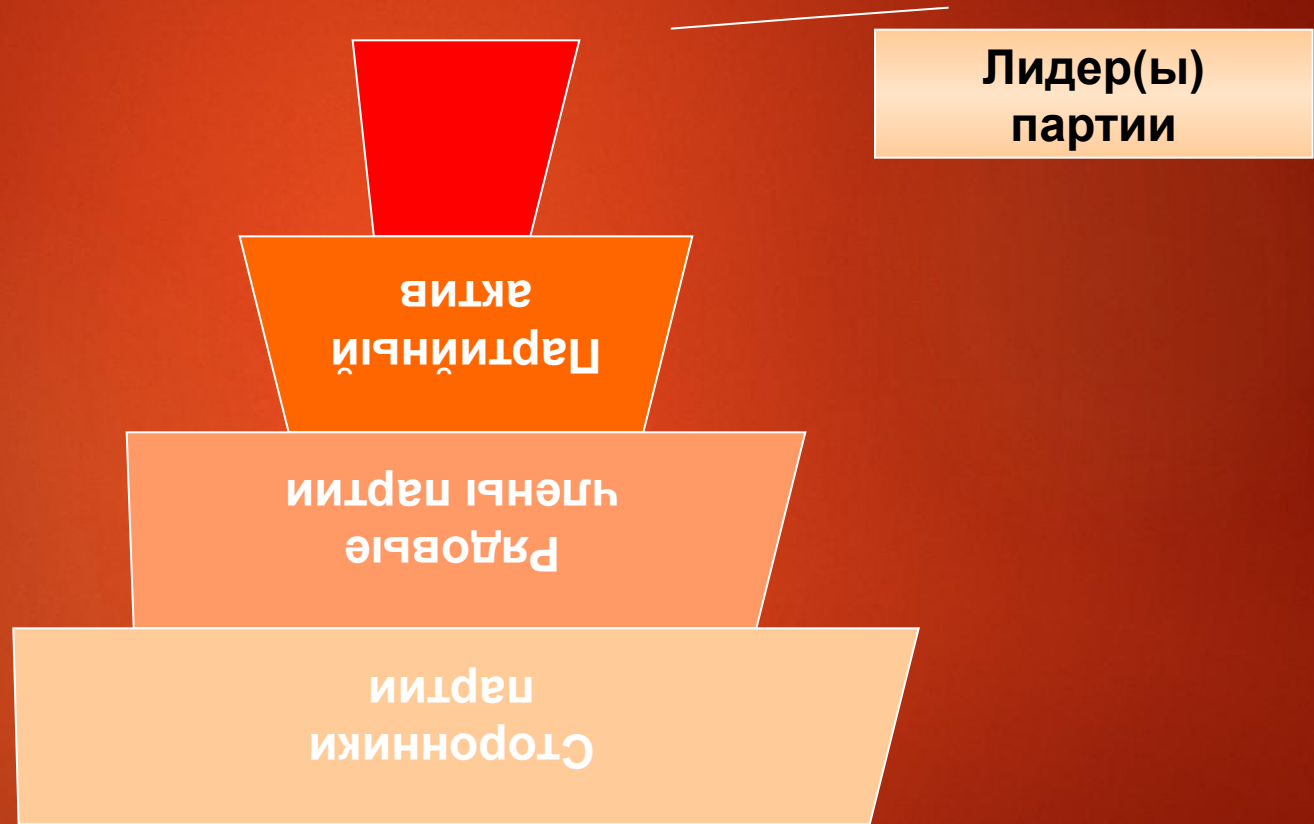 Лидер(ы)
партии
Партийный
актив
Рядовые
члены партии
Сторонники
партии